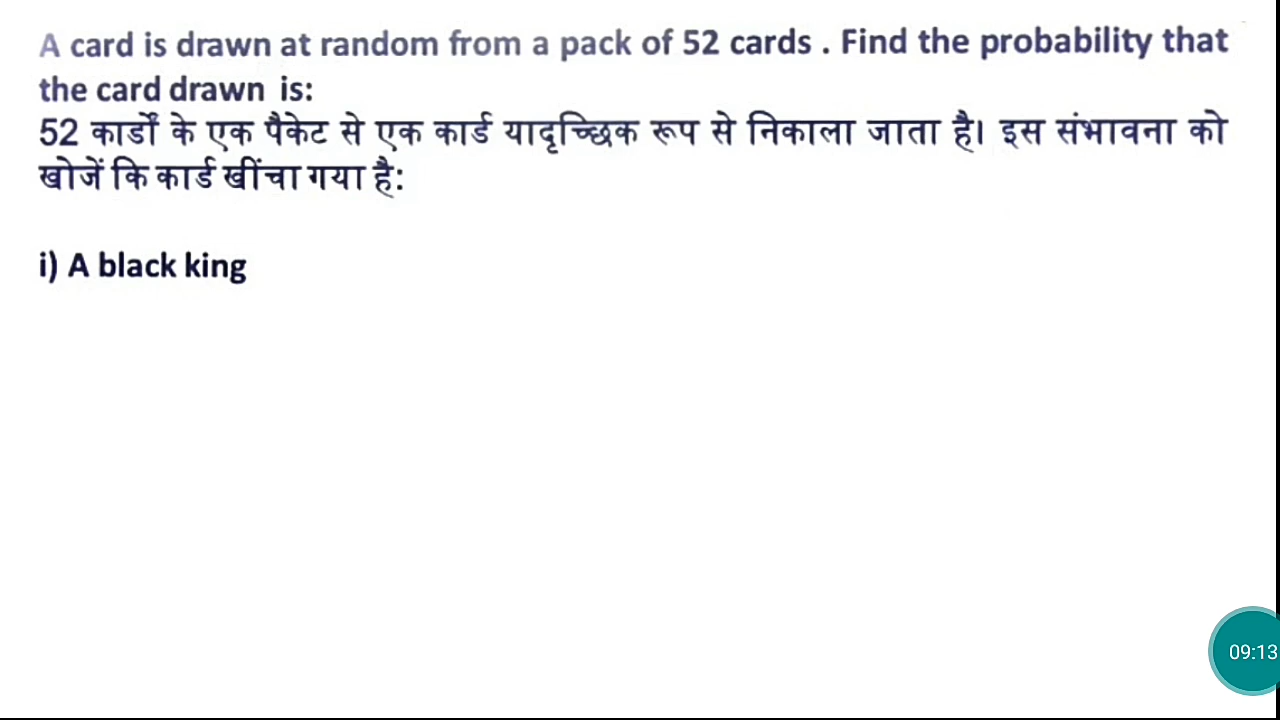 A card is drawn at random from a pack of 52 cards . Find the probability that
the card drawn is:
52 कार्डों के एक पैकेट से एक कार्ड यादृच्छिक रूप से निकाला जाता है। इस संभावना को
खोजें कि कार्ड खींचा गया है:
i) A black king
09:13